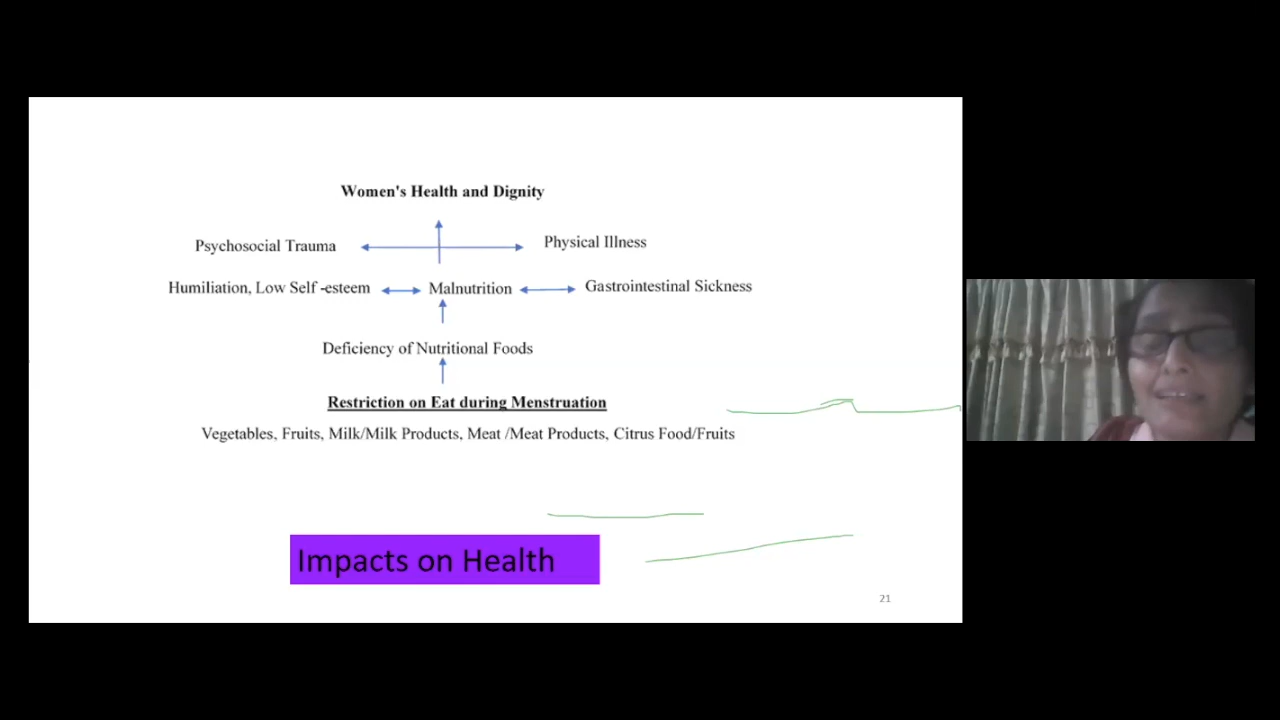 Women's Health and Dignity
Psychosocial Trauma Physical Illness
Humiliation, Low Self -esteem Malnutrition Gastrointestinal Sickness
Deficiency of Nutritional Foods
Restriction on Eat during Menstruation
Vegetables, Fruits, Milk/Milk Products, Meat /Meat Products, Citrus Food/Fruits
Impacts on Health
21